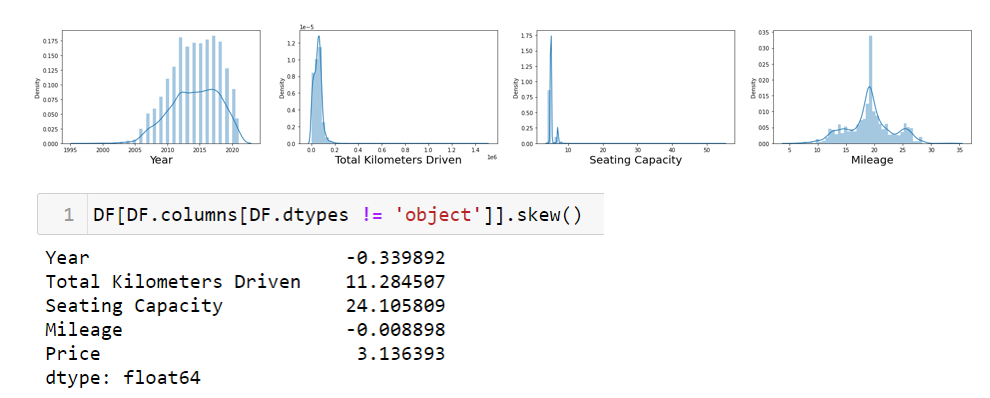 0.175
0.150
0.125
0.100
0.075
0.050
0.025
0.000
Density
1995 2000 2005 2010 2015 2020
Year
1e−5
1.2
1.0
0.8
0.6
0.4
0.2
0.0
Density
0.0 0.2 0.4 0.6 0.8 1.0 1.2 1.4
1e6
Total Kilometers Driven
1.75
1.50
1.25
1.00
0.75
0.50
0.25
0.00
Density
10 20 30 40 50
Seating Capacity
0.35
0.30
0.25
0.20
0.15
0.10
0.05
0.00
Density
5 10 15 20 25 30 35
Mileage
1 DF[DF.columns[DF.dtypes != 'object']].skew()
Year -0.339892
Total Kilometers Driven 11.284507
Seating Capacity 24.105809
Mileage -0.008898
Price 3.136393
dtype: float64